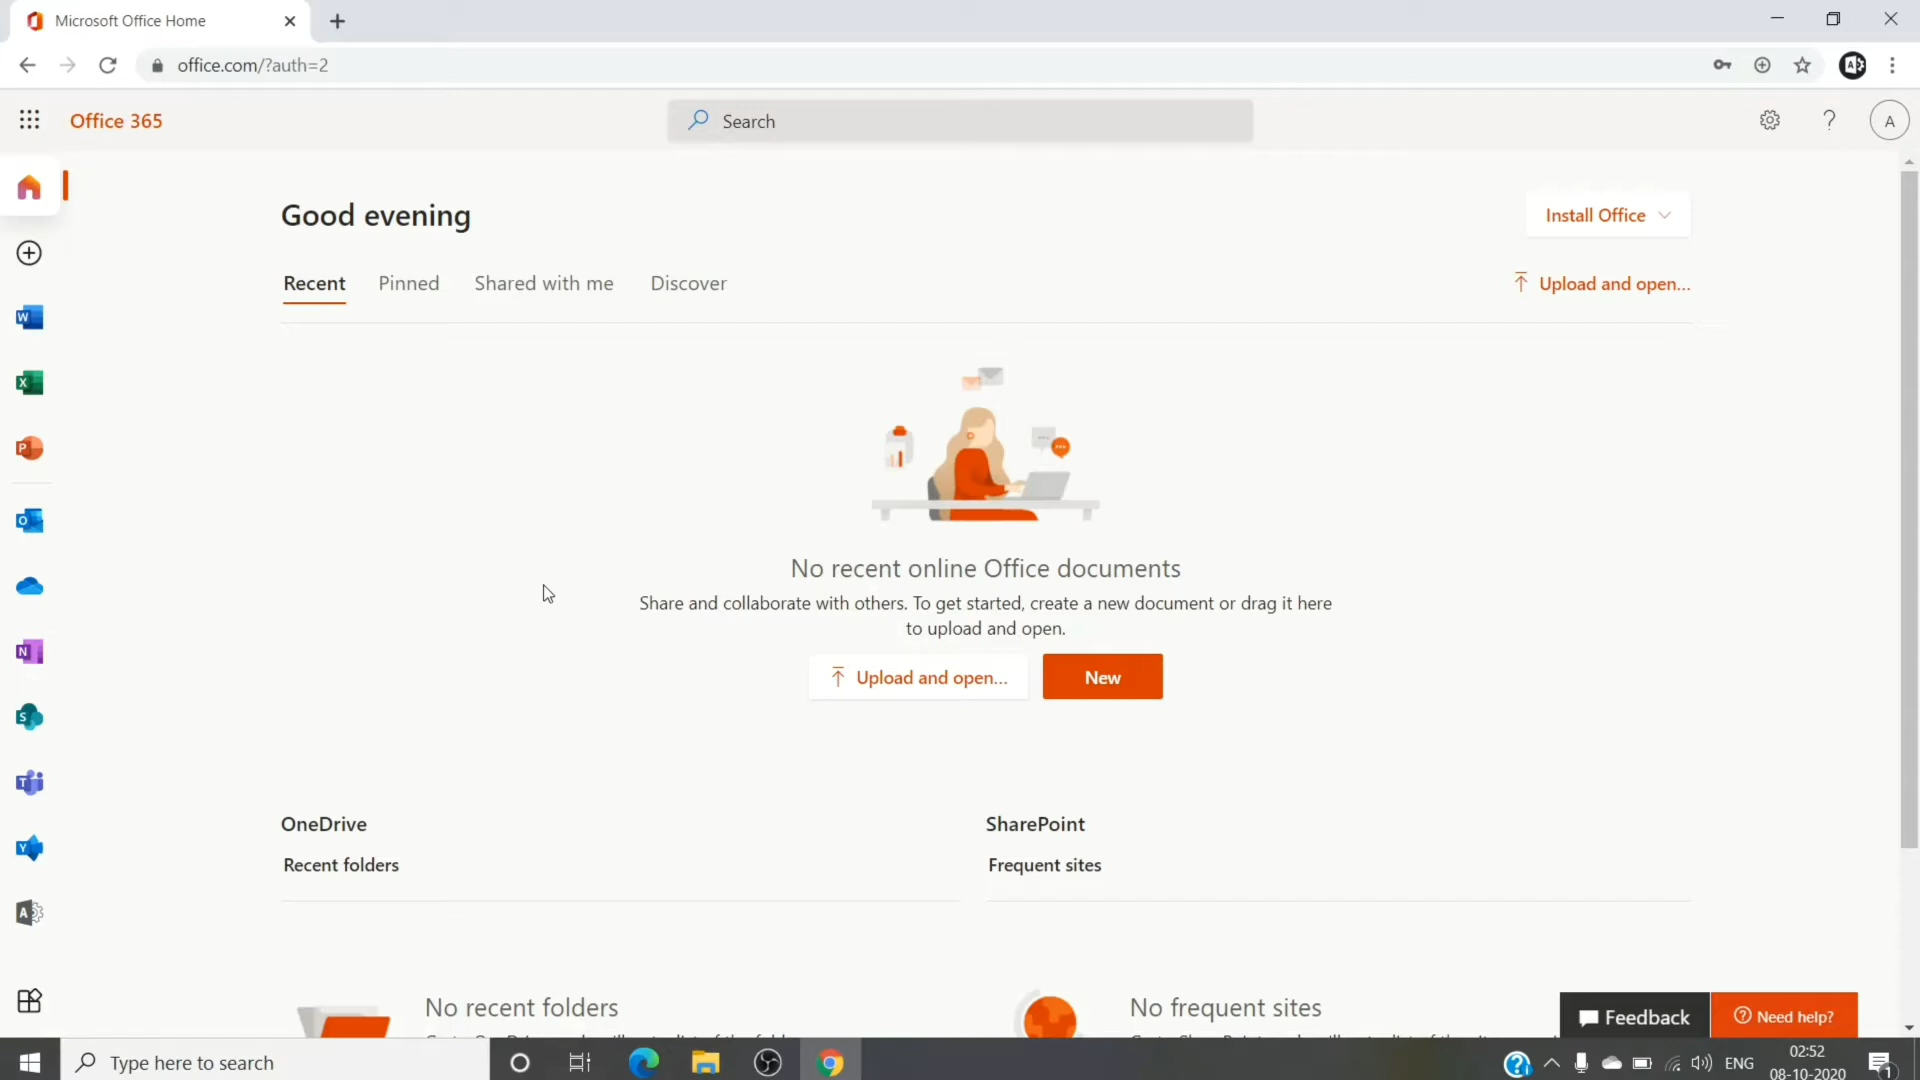 Microsoft Office Home
office.com/?auth=2
Office 365
Search
A
Good evening
Install Office
Recent
Pinned
Shared with me
Discover
Upload and open...
No recent online Office documents
Share and collaborate with others. To get started, create a new document or drag it here
to upload and open.
Upload and open...
New
OneDrive
SharePoint
Recent folders
Frequent sites
No recent folders
No frequent sites
Feedback
Need help?
Type here to search
ENG
02:52
08-10-2020
1